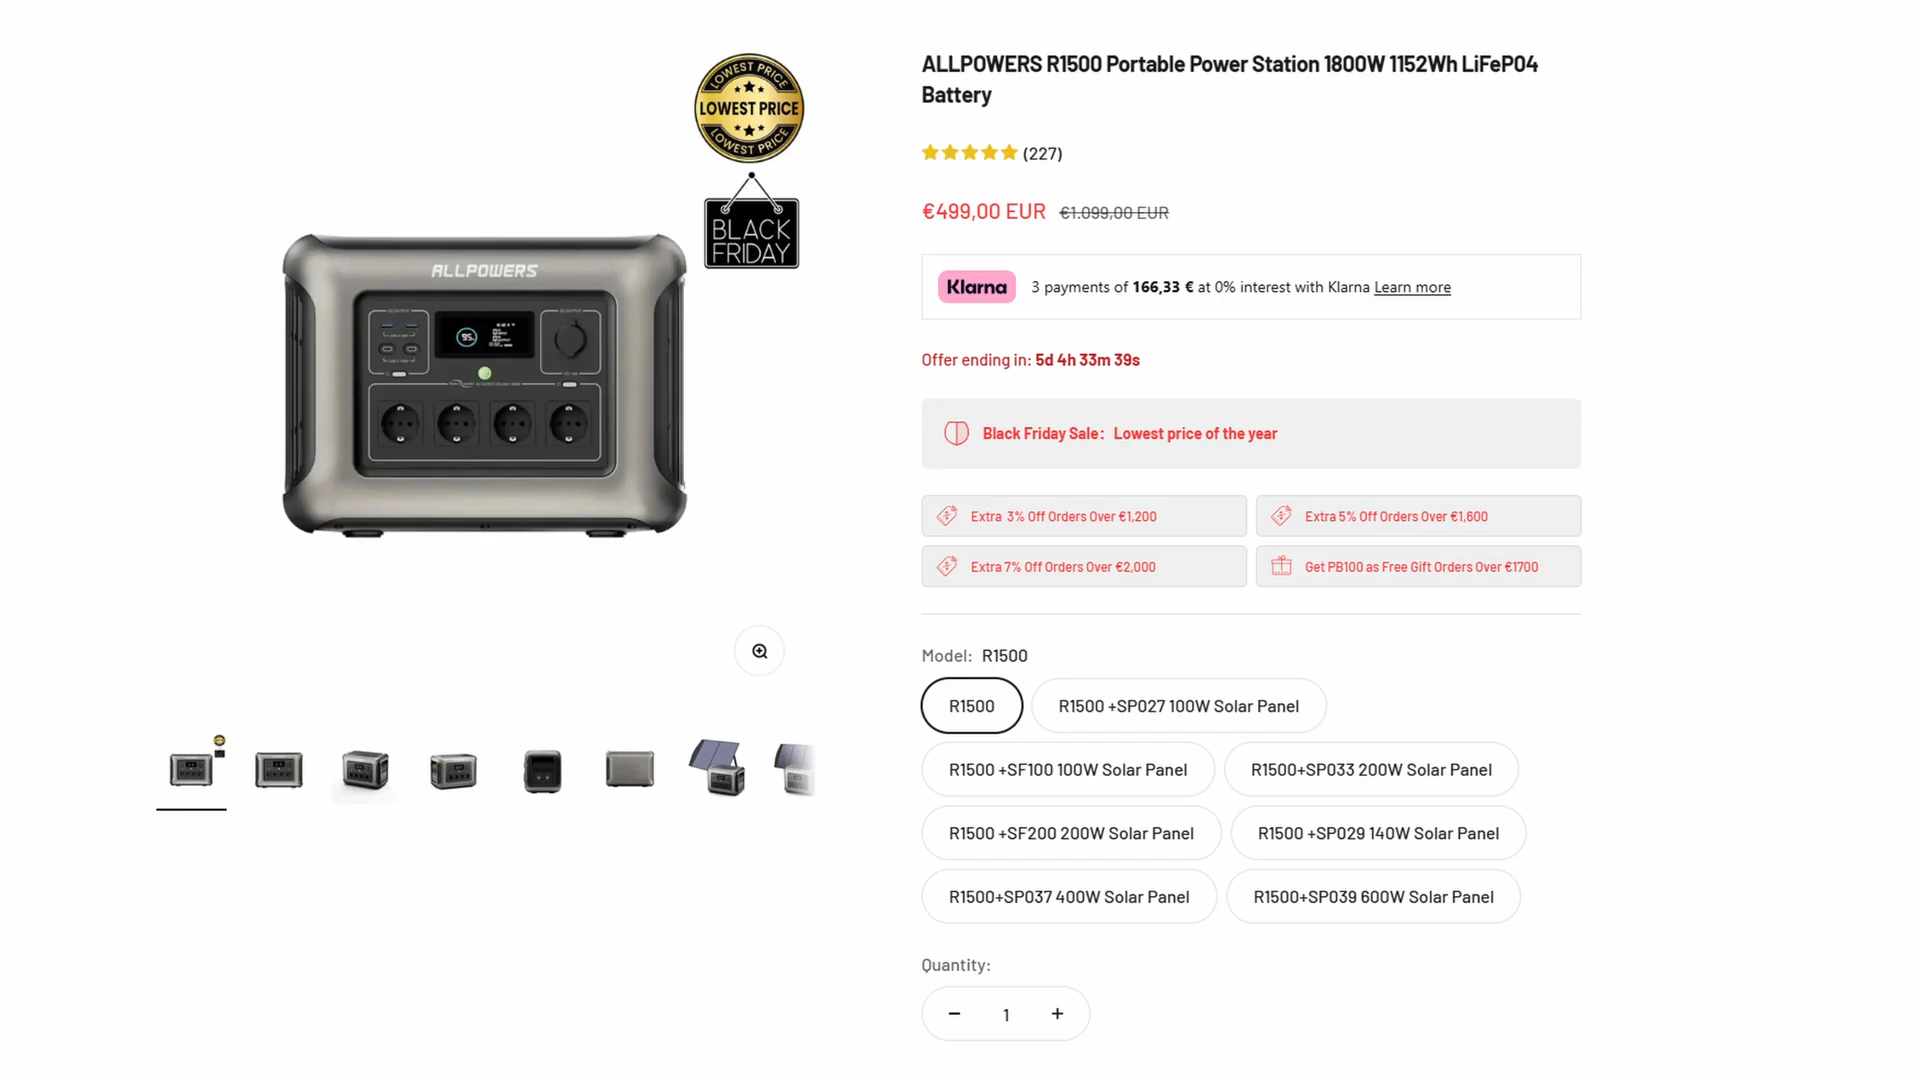 LOWEST PRICE
LOWEST PRICE
LOWEST PRICE
BLACK
FRIDAY
ALLPOWERS
95
ALLPOWERS R1500 Portable Power Station 1800W 1152Wh LiFeP04
Battery
(227)
€499,00 EUR €1.099,00 EUR
Klarna 3 payments of 166,33 € at 0% interest with Klarna Learn more
Offer ending in: 5d 4h 33m 39s
Black Friday Sale: Lowest price of the year
Extra 3% Off Orders Over €1,200
Extra 5% Off Orders Over €1,600
Extra 7% Off Orders Over €2,000
Get PB100 as Free Gift Orders Over €1700
Model: R1500
R1500
R1500 +SP027 100W Solar Panel
R1500 +SF100 100W Solar Panel
R1500+SP033 200W Solar Panel
R1500 +SF200 200W Solar Panel
R1500 +SP029 140W Solar Panel
R1500+SP037 400W Solar Panel
R1500+SP039 600W Solar Panel
Quantity:
− 1 +